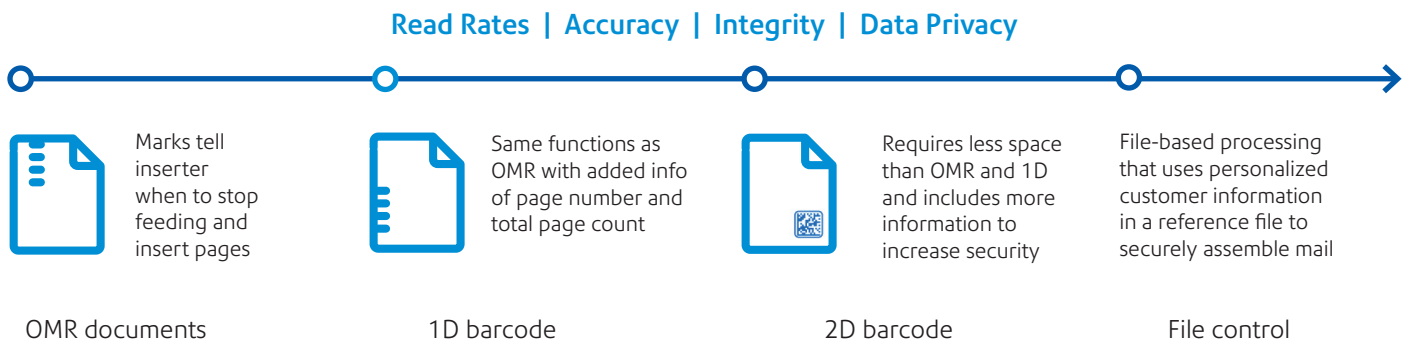 Read Rates | Accuracy | Integrity | Data Privacy
Marks tell
inserter
when to stop
feeding and
insert pages
Same functions as
OMR with added info
of page number and
total page count
Requires less space
than OMR and 1D
and includes more
information to
increase security
File-based processing
that uses personalized
customer information
in a reference file to
securely assemble mail
OMR documents
1D barcode
2D barcode
File control